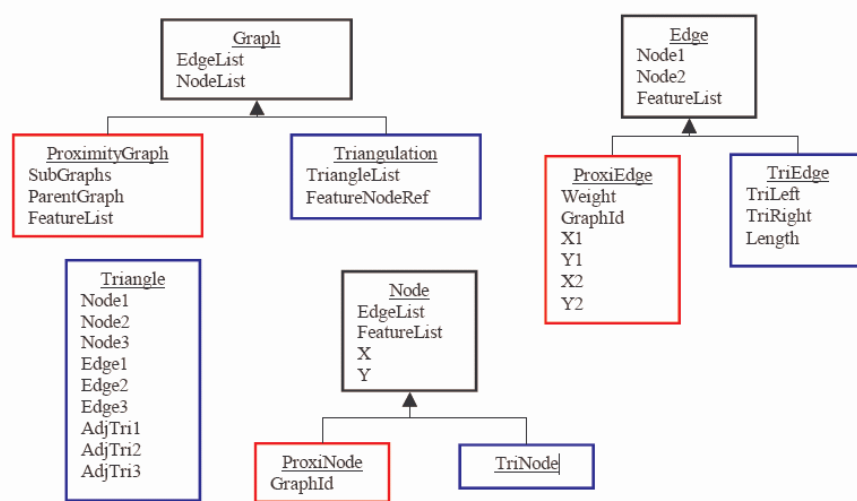 Graph
EdgeList
NodeList
Edge
Node1
Node2
FeatureList
ProximityGraph
SubGraphs
ParentGraph
FeatureList
Triangulation
TriangleList
FeatureNodeRef
ProxiEdge
Weight
GraphId
X1
Y1
X2
Y2
TriEdge
TriLeft
TriRight
Length
Triangle
Node1
Node2
Node3
Edge1
Edge2
Edge3
AdjTri1
AdjTri2
AdjTri3
Node
EdgeList
FeatureList
X
Y
ProxiNode
GraphId
TriNode